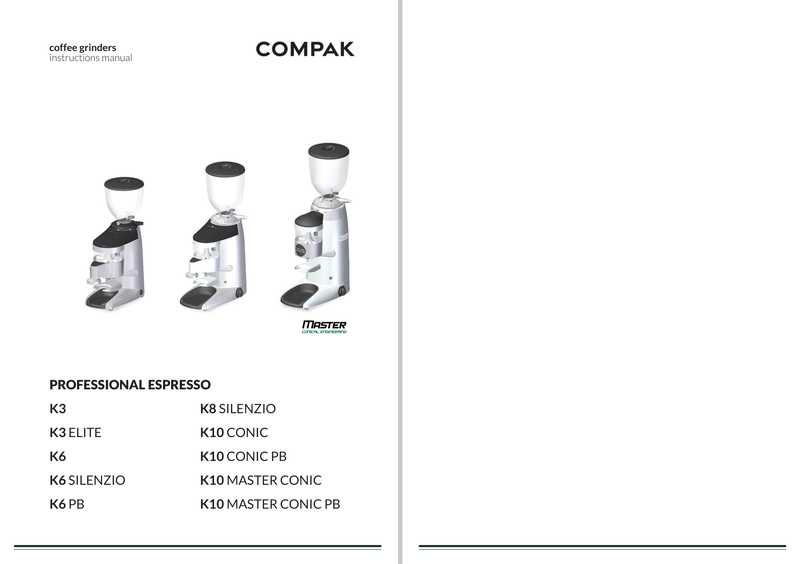 coffee grinders
instructions manual
COMPAK
MASTER
CONICAL ENGINEERING
PROFESSIONAL ESPRESSO
K3
K3 ELITE
K6
K6 SILENZIO
K6 PB
K8 SILENZIO
K10 CONIC
K10 CONIC PB
K10 MASTER CONIC
K10 MASTER CONIC PB